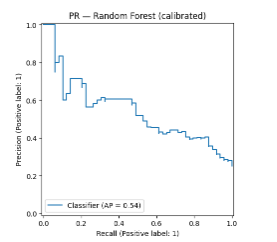 PR — Random Forest (calibrated)
1.0
0.8
0.6
0.4
0.2
0.0
Precision (Positive label: 1)
Classifier (AP = 0.54)
0.0 0.2 0.4 0.6 0.8 1.0
Recall (Positive label: 1)